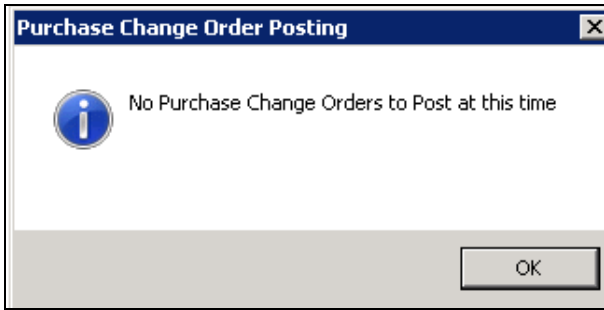 Purchase Change Order Posting
No Purchase Change Orders to Post at this time
OK